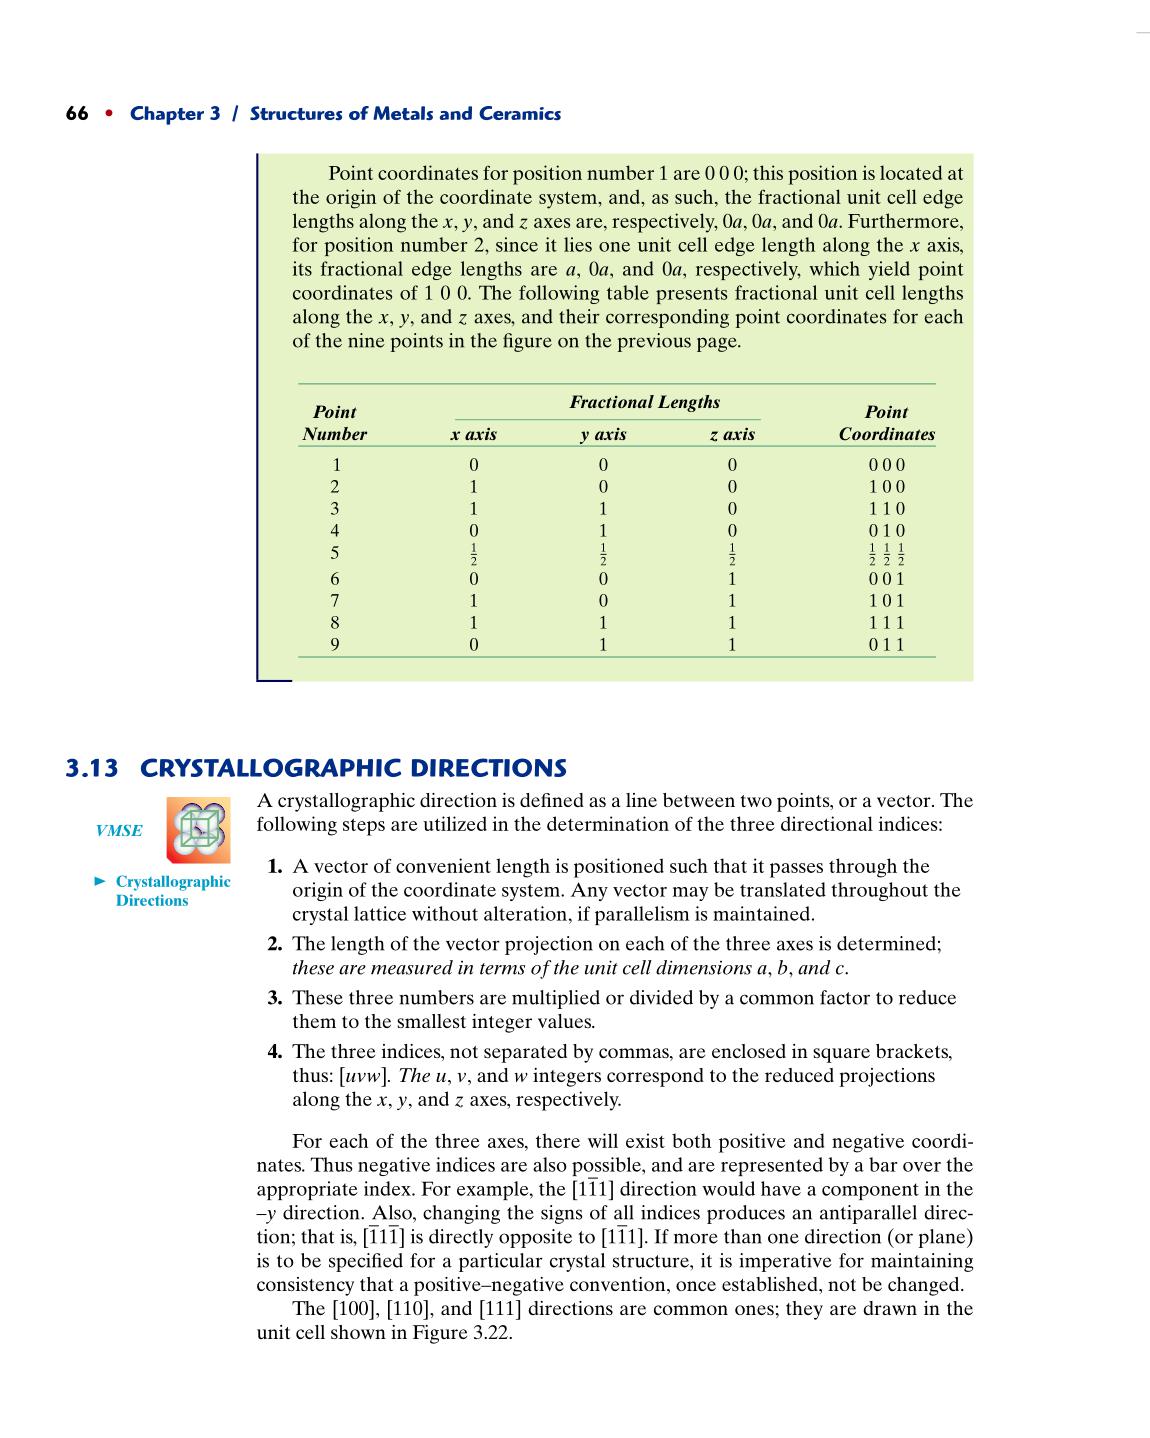 66 • Chapter 3 / Structures of Metals and Ceramics
Point coordinates for position number 1 are 0 0 0; this position is located at
the origin of the coordinate system, and, as such, the fractional unit cell edge
lengths along the x, y, and z axes are, respectively, 0a, 0a, and 0a. Furthermore,
for position number 2, since it lies one unit cell edge length along the x axis,
its fractional edge lengths are a, 0a, and 0a, respectively, which yield point
coordinates of 1 0 0. The following table presents fractional unit cell lengths
along the x, y, and z axes, and their corresponding point coordinates for each
of the nine points in the figure on the previous page.
Fractional Lengths
Point Point
Number x axis y axis z axis Coordinates
1 0 0 0 0 0 0
2 1 0 0 1 0 0
3 1 1 0 1 1 0
4 0 1 0 0 1 0
5 1/2 1/2 1/2 1/2 1/2 1/2
6 0 0 1 0 0 1
7 1 0 1 1 0 1
8 1 1 1 1 1 1
9 0 1 1 0 1 1
3.13 CRYSTALLOGRAPHIC DIRECTIONS
VMSE
► Crystallographic
Directions
A crystallographic direction is defined as a line between two points, or a vector. The
following steps are utilized in the determination of the three directional indices:
1. A vector of convenient length is positioned such that it passes through the
origin of the coordinate system. Any vector may be translated throughout the
crystal lattice without alteration, if parallelism is maintained.
2. The length of the vector projection on each of the three axes is determined;
these are measured in terms of the unit cell dimensions a, b, and c.
3. These three numbers are multiplied or divided by a common factor to reduce
them to the smallest integer values.
4. The three indices, not separated by commas, are enclosed in square brackets,
thus: [uvw]. The u, v, and w integers correspond to the reduced projections
along the x, y, and z axes, respectively.
For each of the three axes, there will exist both positive and negative coordi-
nates. Thus negative indices are also possible, and are represented by a bar over the
appropriate index. For example, the [11̅1] direction would have a component in the
–y direction. Also, changing the signs of all indices produces an antiparallel direc-
tion; that is, [1̅11̅] is directly opposite to [11̅1]. If more than one direction (or plane)
is to be specified for a particular crystal structure, it is imperative for maintaining
consistency that a positive–negative convention, once established, not be changed.
The [100], [110], and [111] directions are common ones; they are drawn in the
unit cell shown in Figure 3.22.